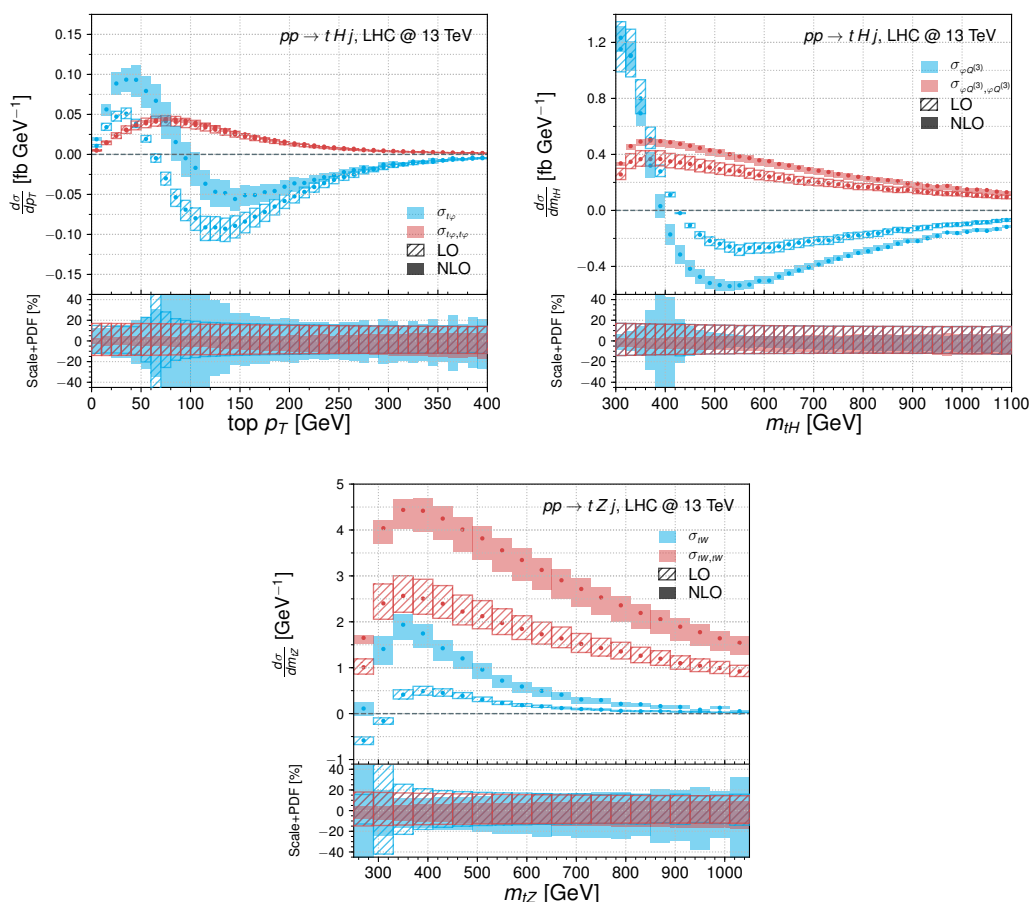 pp → t H j, LHC @ 13 TeV
dσ/dp_T [fb GeV⁻¹]
0.15
0.10
0.05
0.00
−0.05
−0.10
−0.15
σ_tφ
σ_tφ,tφ
LO
NLO
Scale+PDF [%]
40
20
0
−20
−40
0 50 100 150 200 250 300 350 400
top p_T [GeV]
pp → t H j, LHC @ 13 TeV
dσ/dm_tH [fb GeV⁻¹]
1.2
0.8
0.4
0.0
−0.4
σ_φQ⁽³⁾
σ_φQ⁽³⁾,φQ⁽³⁾
LO
NLO
Scale+PDF [%]
40
20
0
−20
−40
300 400 500 600 700 800 900 1000 1100
m_tH [GeV]
pp → t Z j, LHC @ 13 TeV
dσ/dm_tZ [GeV⁻¹]
5
4
3
2
1
0
−1
σ_tW
σ_tW,tW
LO
NLO
Scale+PDF [%]
40
20
0
−20
−40
300 400 500 600 700 800 900 1000
m_tZ [GeV]